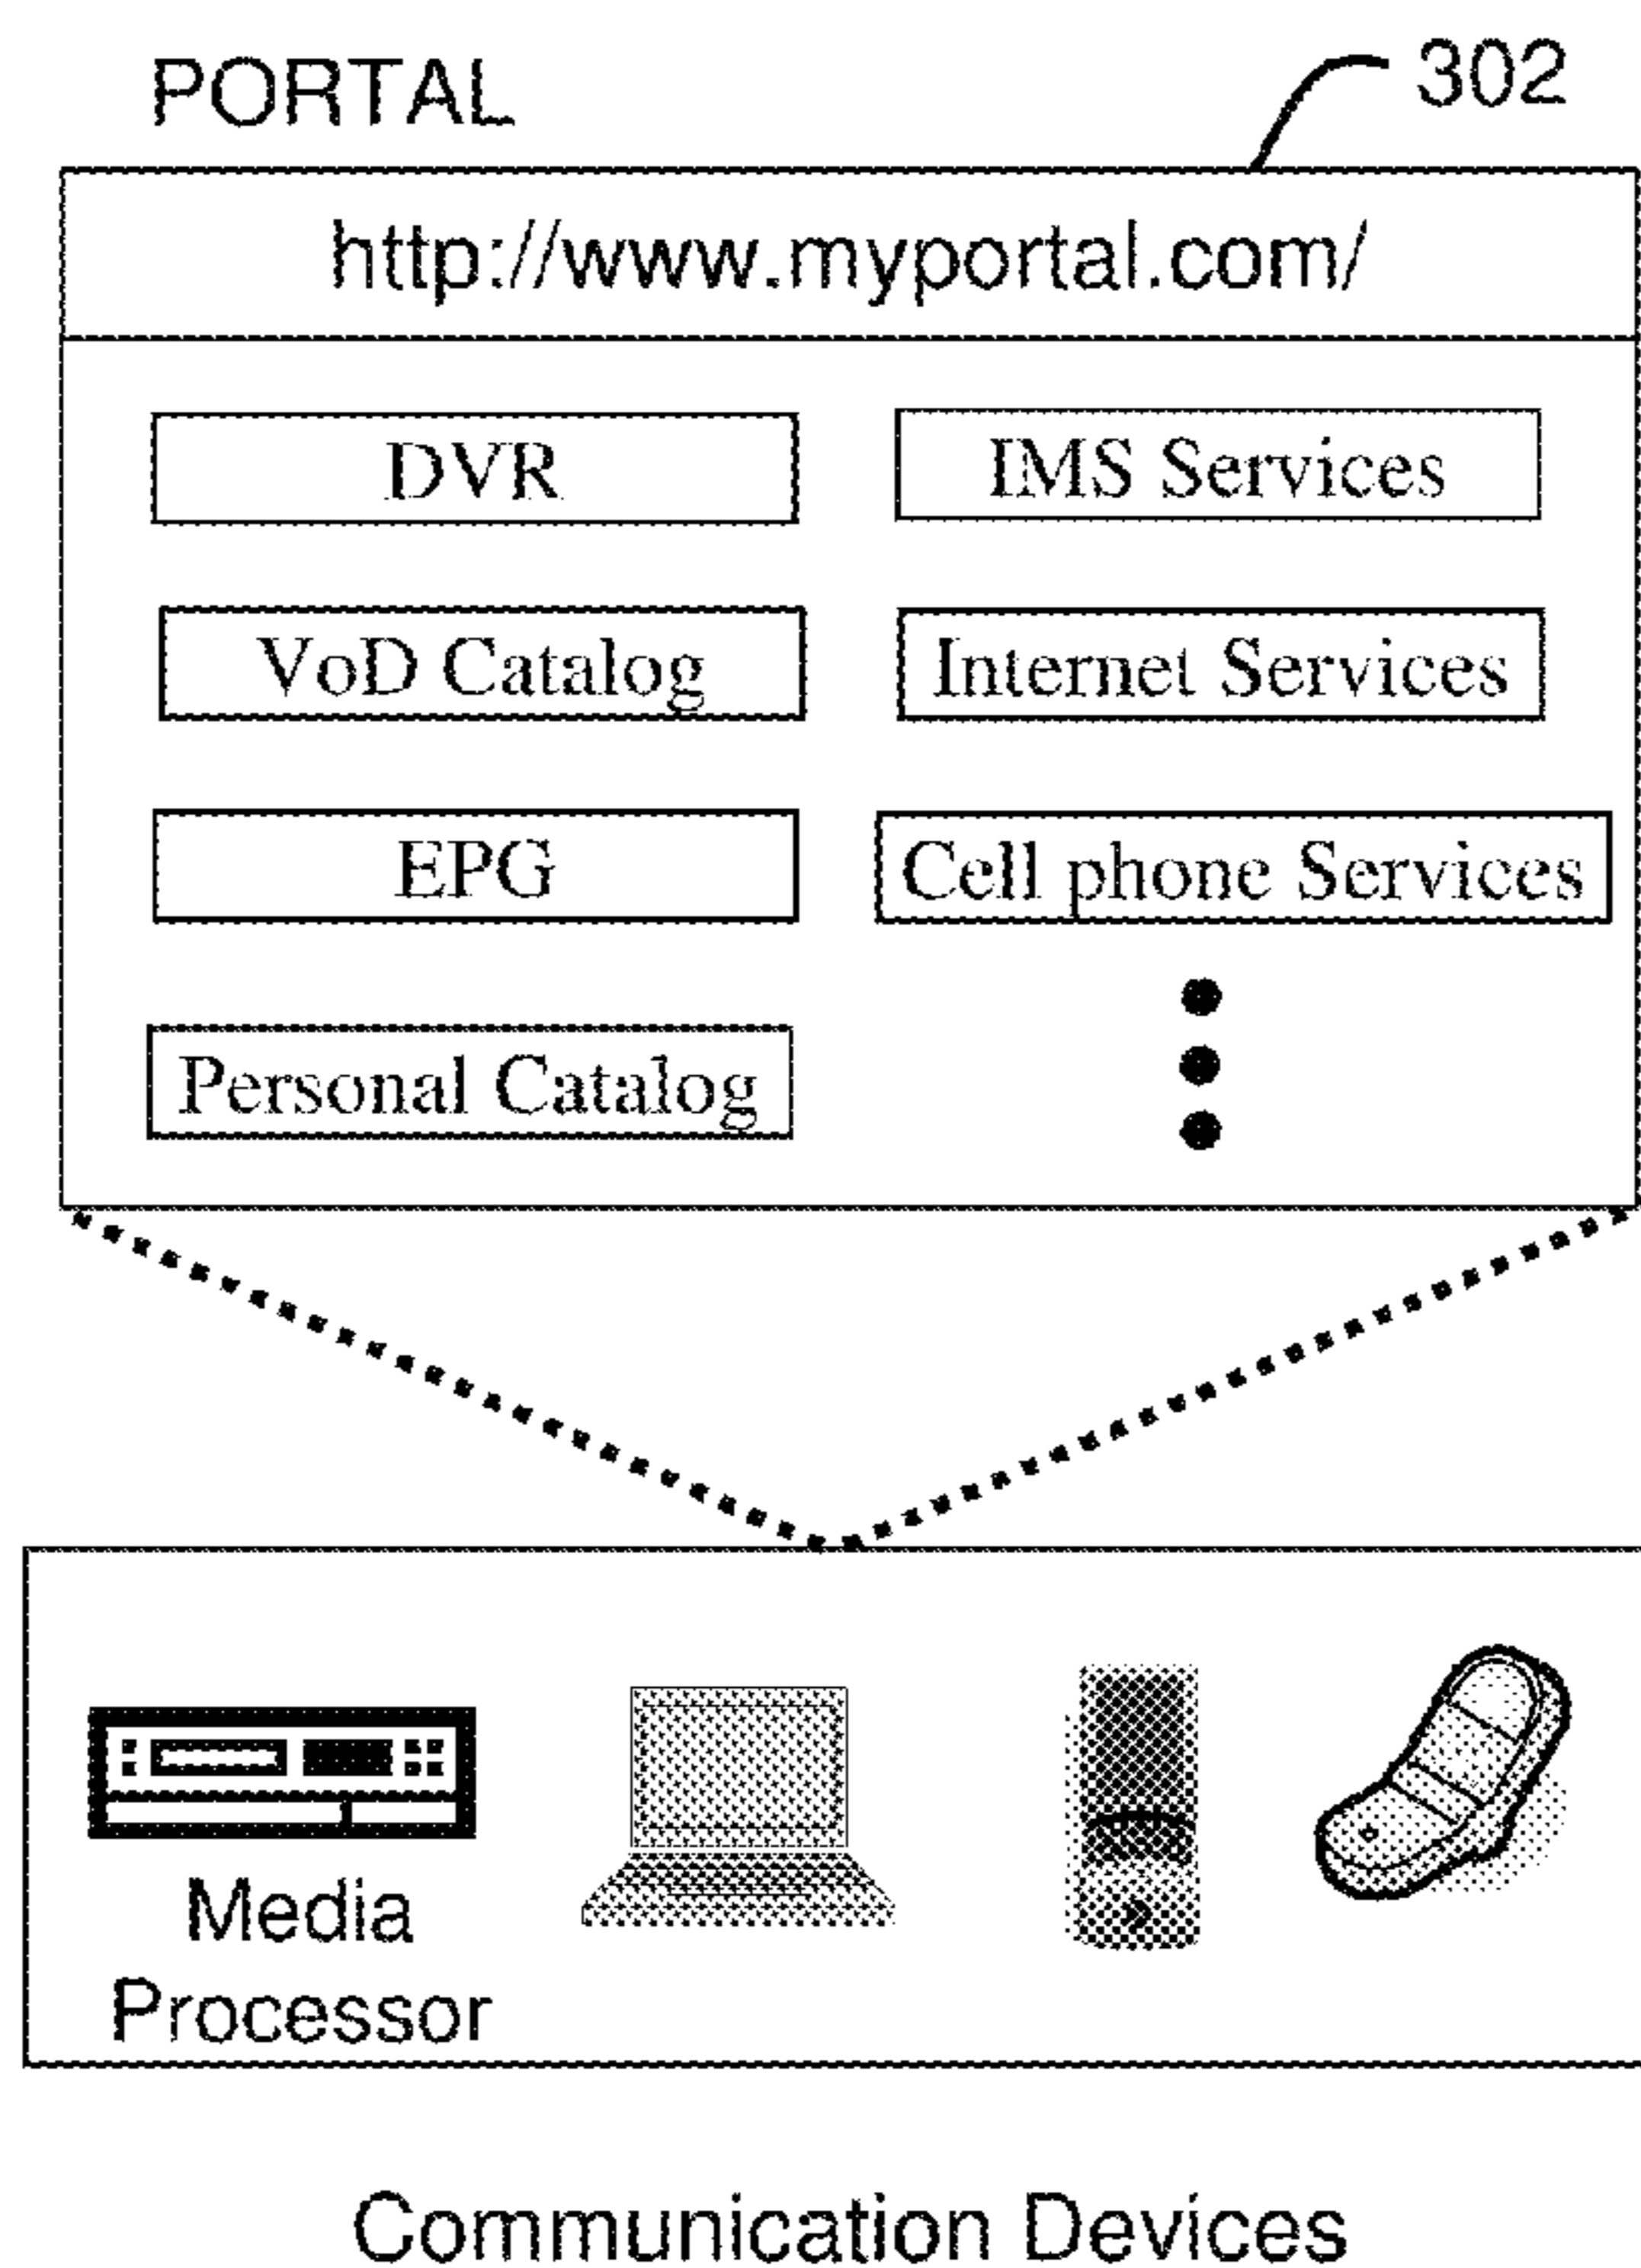 PORTAL
302
http://www.myportal.com/
DVR
IMS Services
VoD Catalog
Internet Services
EPG
Cell phone Services
Personal Catalog
Media
Processor
Communication Devices